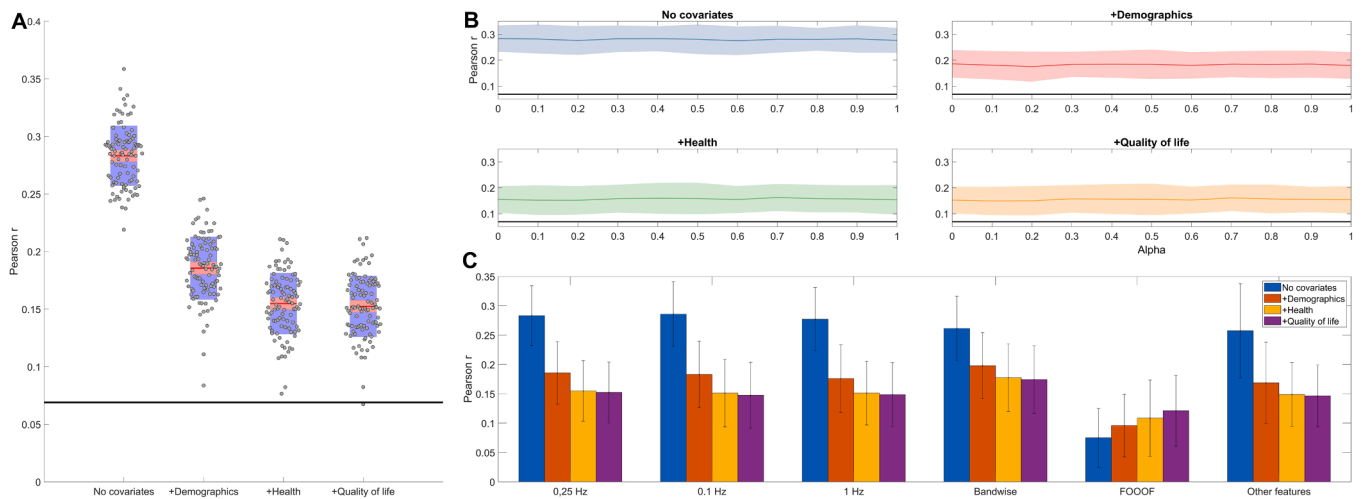 A
Pearson r
0.4
0.35
0.3
0.25
0.2
0.15
0.1
0.05
0
No covariates
+Demographics
+Health
+Quality of life
B
No covariates
Pearson r
0.3
0.2
0.1
0 0.1 0.2 0.3 0.4 0.5 0.6 0.7 0.8 0.9 1
+Demographics
0.3
0.2
0.1
0 0.1 0.2 0.3 0.4 0.5 0.6 0.7 0.8 0.9 1
+Health
0.3
0.2
0.1
0 0.1 0.2 0.3 0.4 0.5 0.6 0.7 0.8 0.9 1
+Quality of life
0.3
0.2
0.1
0 0.1 0.2 0.3 0.4 0.5 0.6 0.7 0.8 0.9 1
Alpha
C
Pearson r
0.35
0.3
0.25
0.2
0.15
0.1
0.05
0
0,25 Hz
0.1 Hz
1 Hz
Bandwise
FOOOF
Other features
No covariates
+Demographics
+Health
+Quality of life